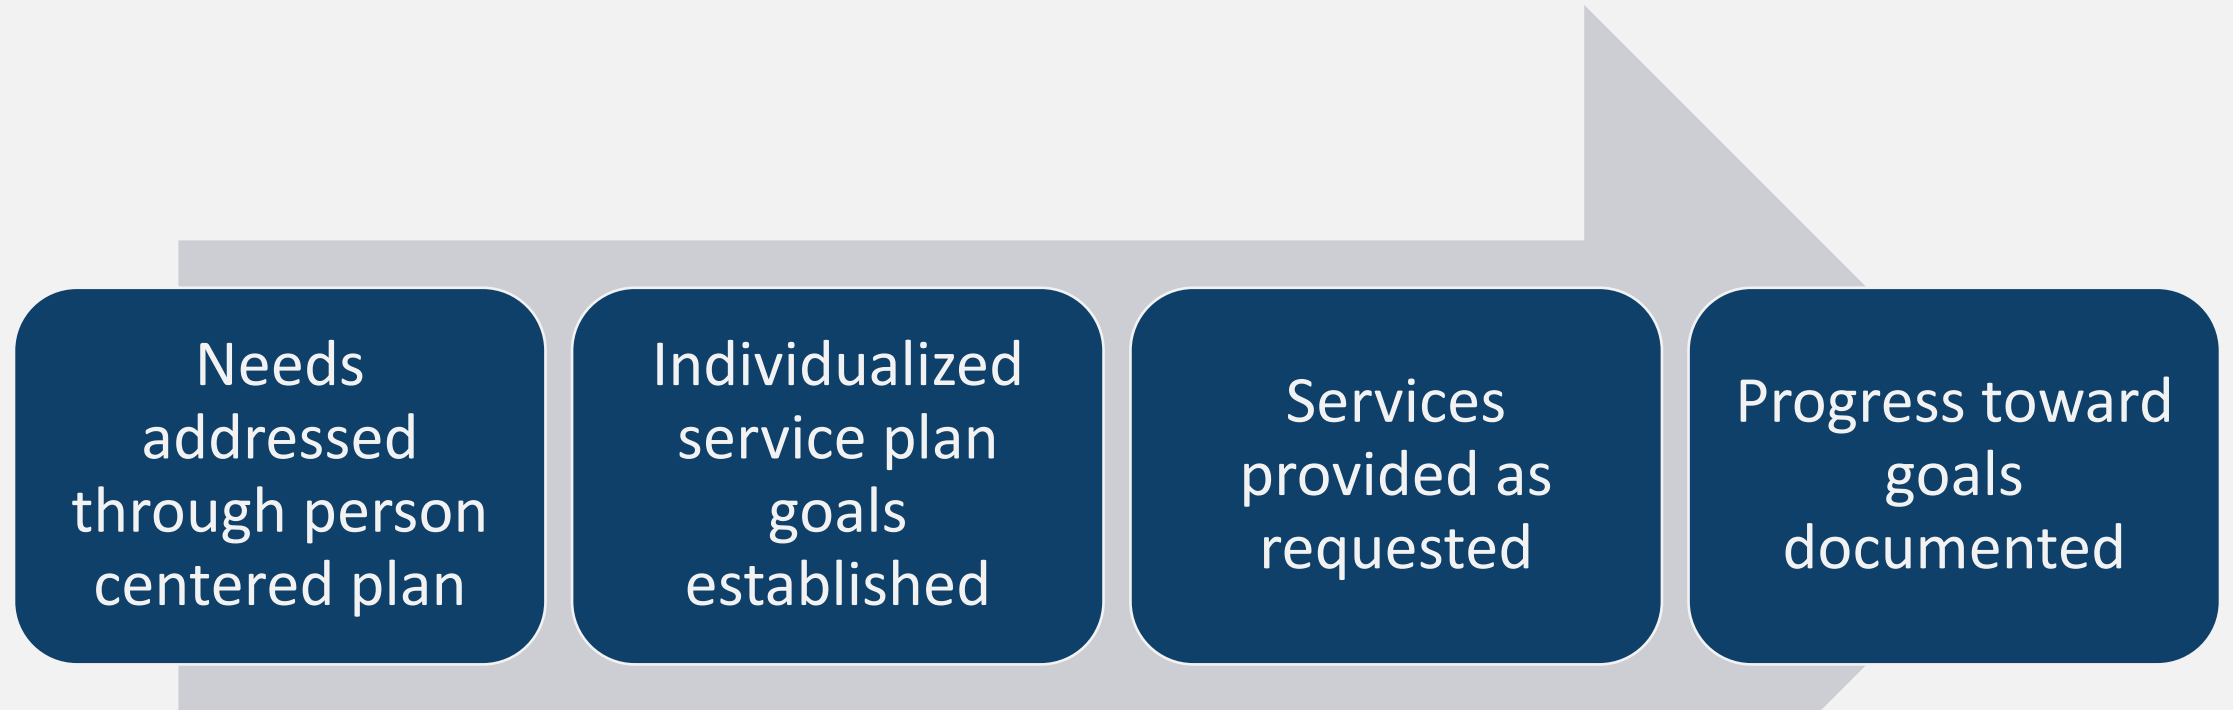 Needs
addressed
through person
centered plan
Individualized
service plan
goals
established
Services
provided as
requested
Progress toward
goals
documented